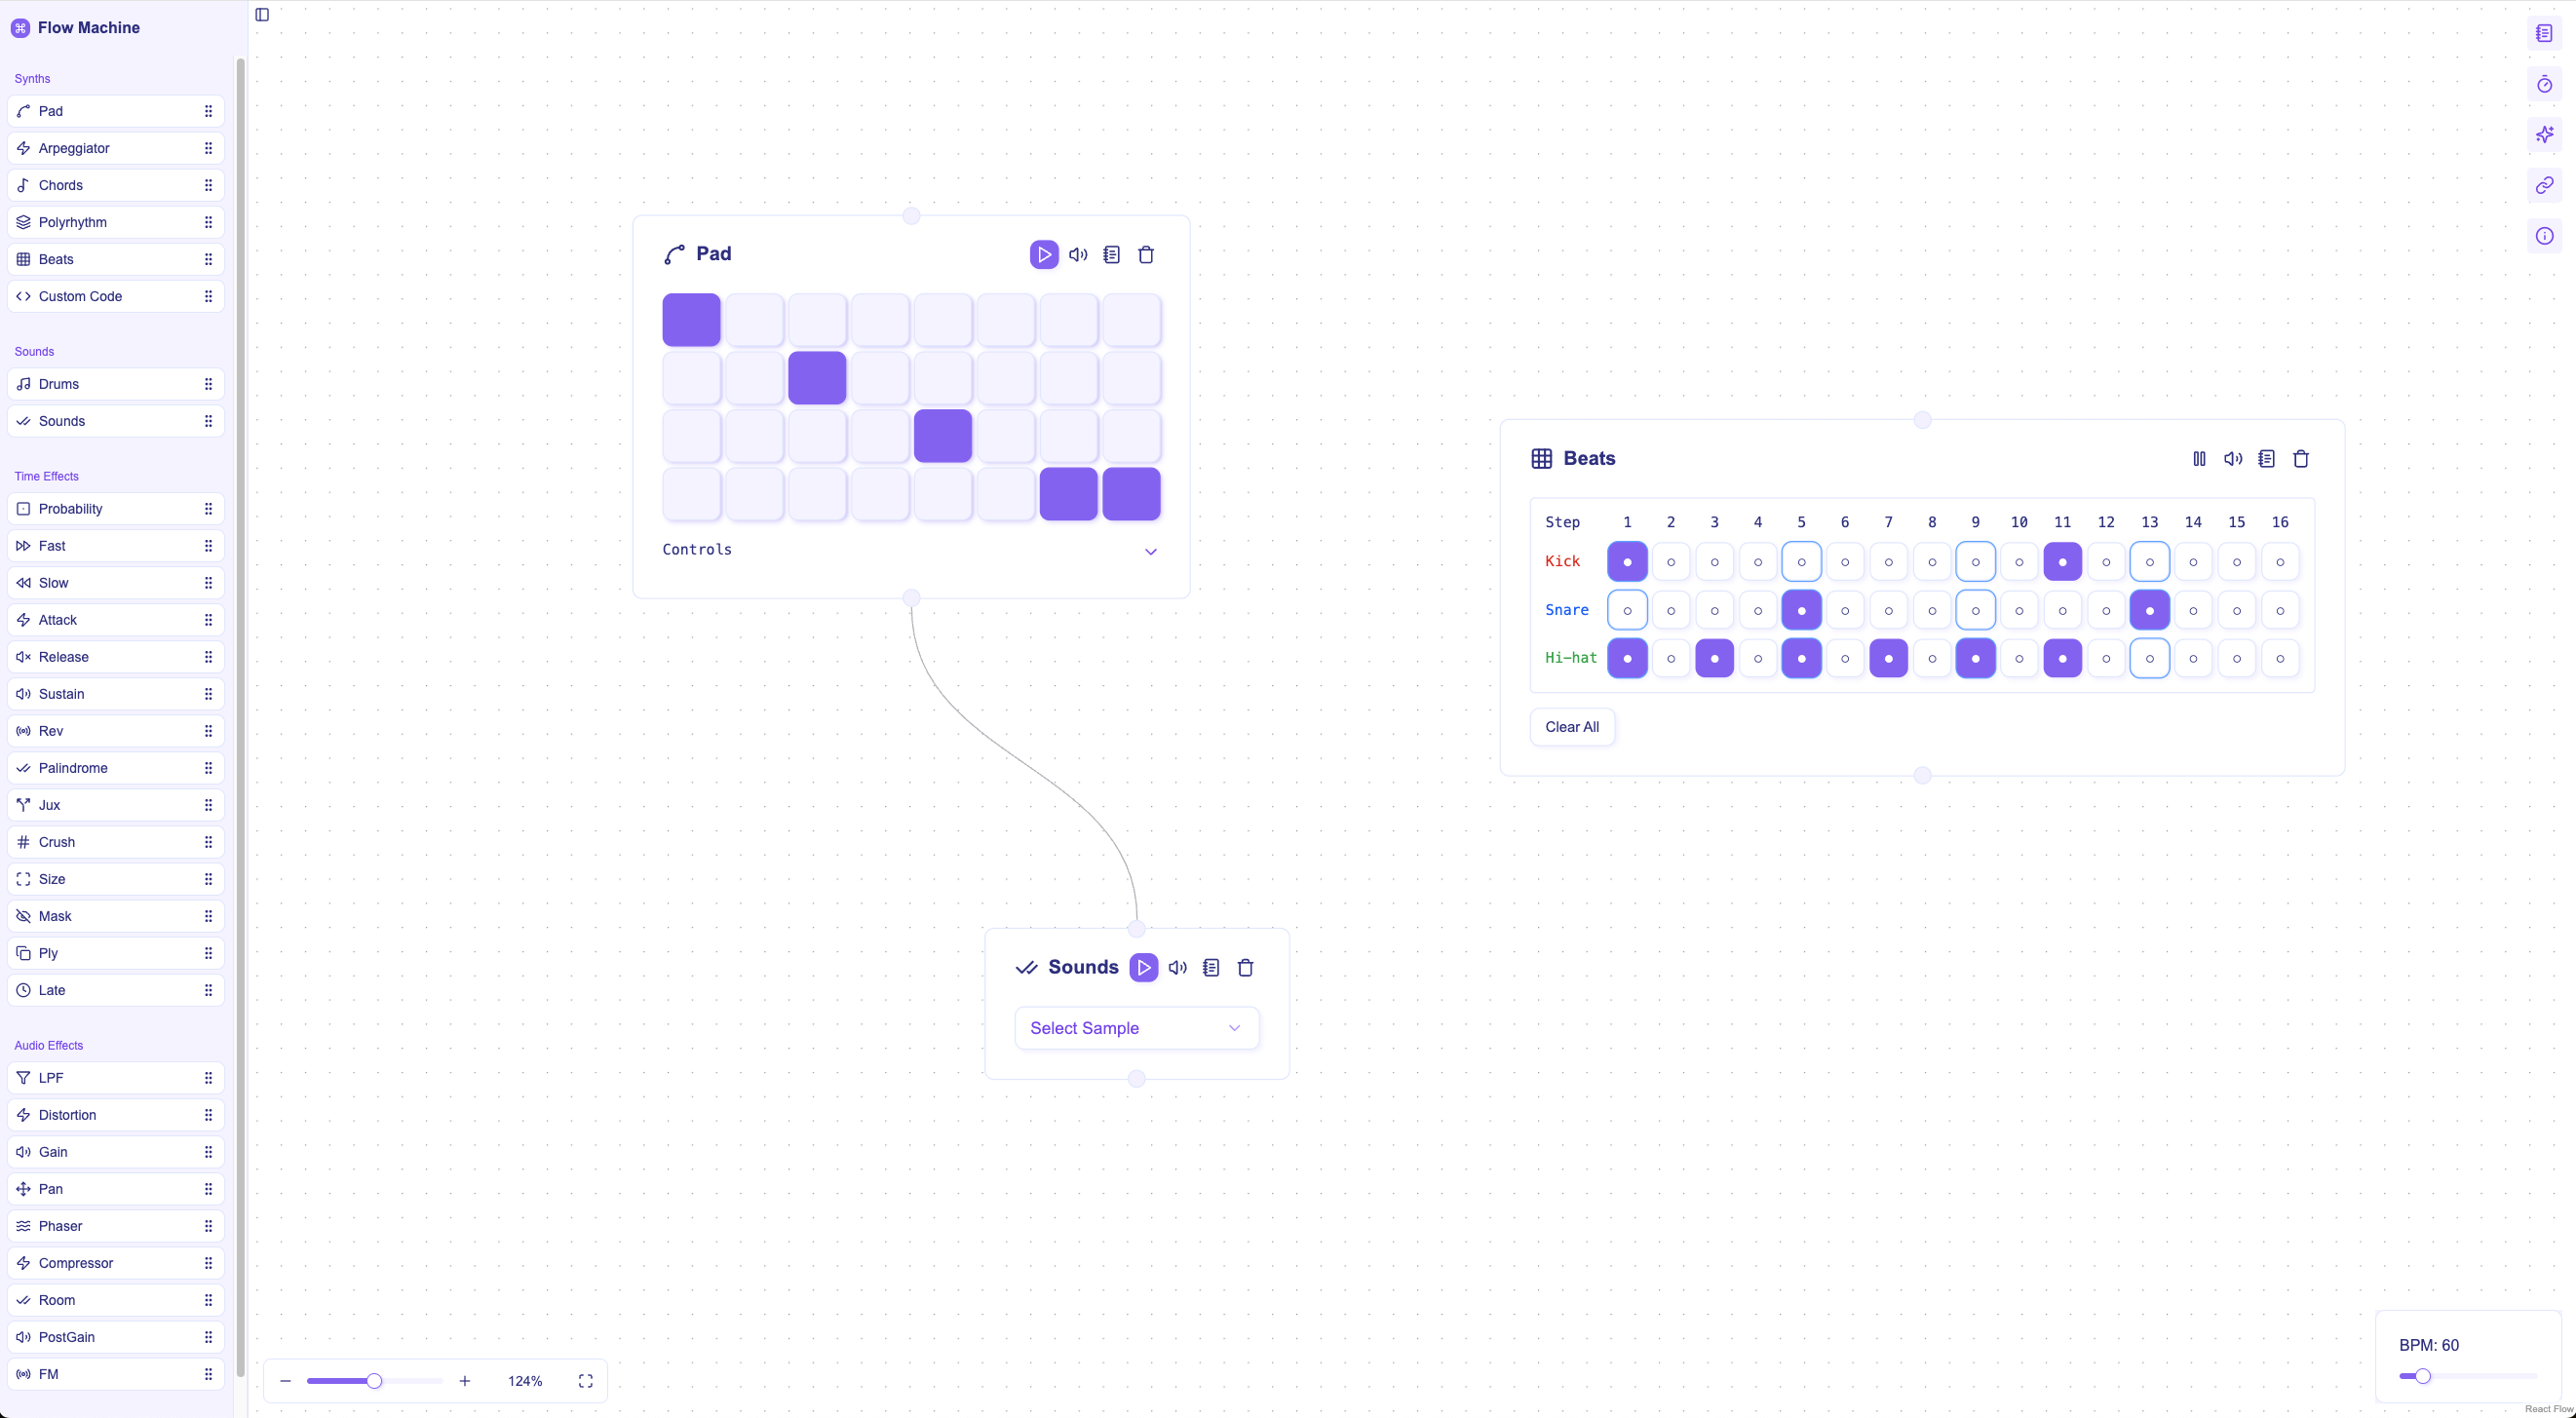 Flow Machine
Synths
Pad
Arpeggiator
Chords
Polyrhythm
Beats
Custom Code
Sounds
Drums
Sounds
Time Effects
Probability
Fast
Slow
Attack
Release
Sustain
Rev
Palindrome
Jux
Crush
Size
Mask
Ply
Late
Audio Effects
LPF
Distortion
Gain
Pan
Phaser
Compressor
Room
PostGain
FM
Pad
Controls
Sounds
Select Sample
Beats
Step 1 2 3 4 5 6 7 8 9 10 11 12 13 14 15 16
Kick
Snare
Hi-hat
Clear All
124%
BPM: 60
React Flow